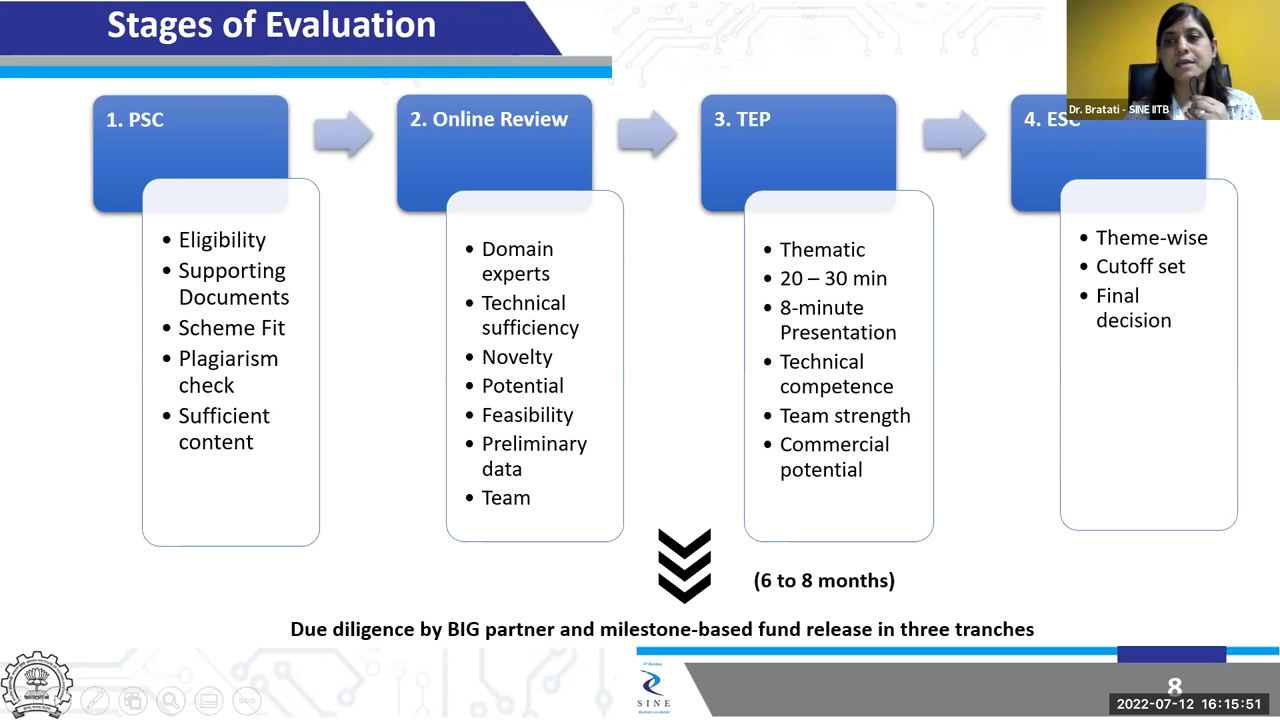 Stages of Evaluation
Dr. Bratati - SINE IITB
1. PSC
• Eligibility
• Supporting
Documents
• Scheme Fit
• Plagiarism
check
• Sufficient
content
2. Online Review
• Domain
experts
• Technical
sufficiency
• Novelty
• Potential
• Feasibility
• Preliminary
data
• Team
3. TEP
• Thematic
• 20 – 30 min
• 8-minute
Presentation
• Technical
competence
• Team strength
• Commercial
potential
4. ESC
• Theme-wise
• Cutoff set
• Final
decision
(6 to 8 months)
Due diligence by BIG partner and milestone-based fund release in three tranches
SINE
8
2022-07-12 16:15:51